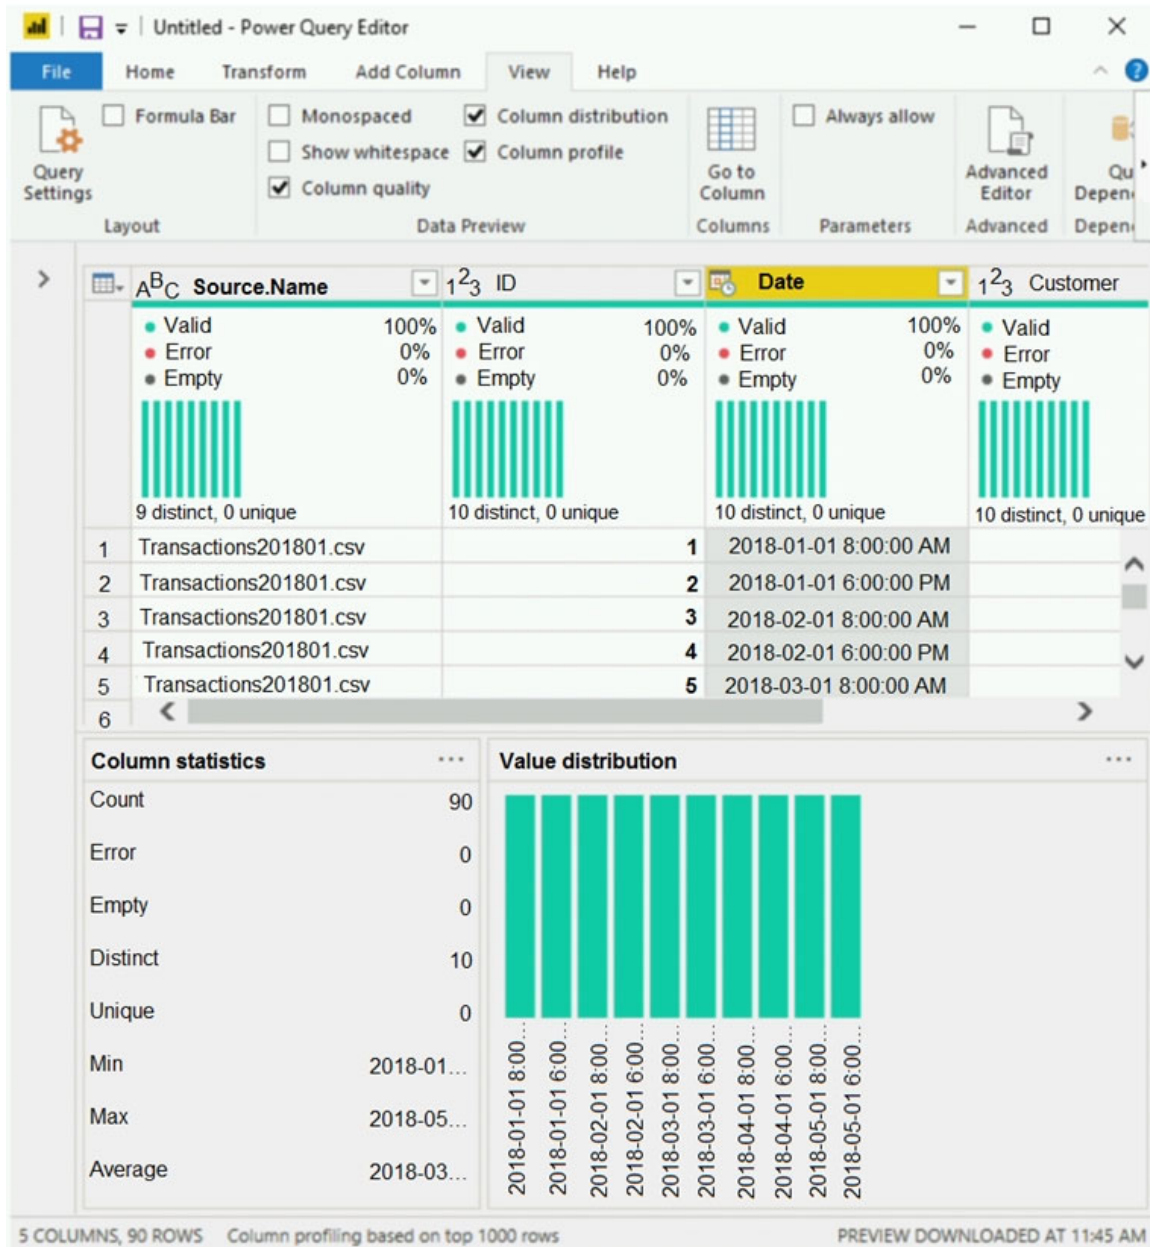 Untitled - Power Query Editor
File Home Transform Add Column View Help
Formula Bar Monospaced Column distribution Always allow
Show whitespace Column profile
Column quality
Query Settings Go to Column Advanced Editor Qu Depen
Layout Data Preview Columns Parameters Advanced Depen
ABC Source.Name 123 ID Date 123 Customer
Valid 100% Valid 100% Valid 100% Valid
Error 0% Error 0% Error 0% Error
Empty 0% Empty 0% Empty 0% Empty
9 distinct, 0 unique 10 distinct, 0 unique 10 distinct, 0 unique 10 distinct, 0 unique
1 Transactions201801.csv 1 2018-01-01 8:00:00 AM
2 Transactions201801.csv 2 2018-01-01 6:00:00 PM
3 Transactions201801.csv 3 2018-02-01 8:00:00 AM
4 Transactions201801.csv 4 2018-02-01 6:00:00 PM
5 Transactions201801.csv 5 2018-03-01 8:00:00 AM
6
Column statistics ...
Count 90
Error 0
Empty 0
Distinct 10
Unique 0
Min 2018-01...
Max 2018-05...
Average 2018-03...
Value distribution ...
2018-01-01 8:00...
2018-01-01 6:00...
2018-02-01 8:00...
2018-02-01 6:00...
2018-03-01 8:00...
2018-03-01 6:00...
2018-04-01 8:00...
2018-04-01 6:00...
2018-05-01 8:00...
2018-05-01 6:00...
5 COLUMNS, 90 ROWS Column profiling based on top 1000 rows PREVIEW DOWNLOADED AT 11:45 AM